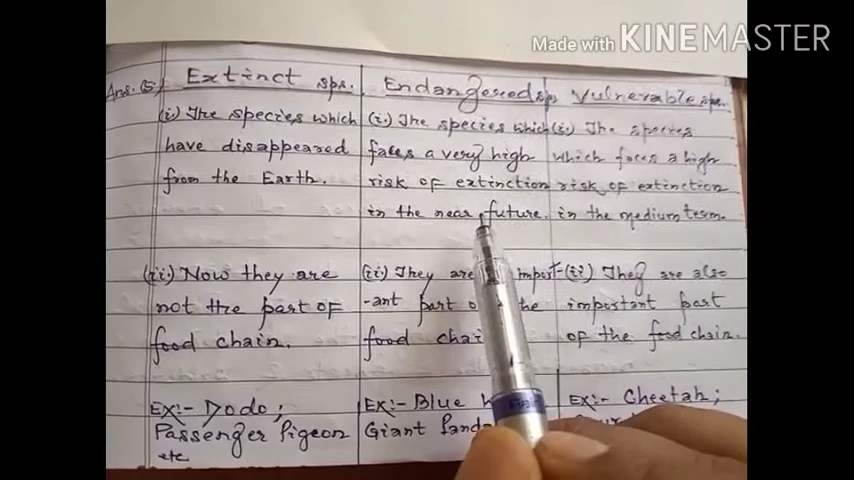 Made with KINEMASTER
Ans.(5) Extinct sps. Endangered sp. Vulnerable sps.
(i) The species which (i) The species which (i) The species
have disappeared faces a very high which faces a high
from the Earth. risk of extinction risk of extinction
in the near future. in the medium team.
(ii) Now they are (ii) They are import- (ii) They are also
not the part of -ant part the important part
food chain. food chai of the food chain.
Ex:- Dodo; Ex:- Blue Ex:- Cheetah;
Passenger Pigeon Giant Panda
etc